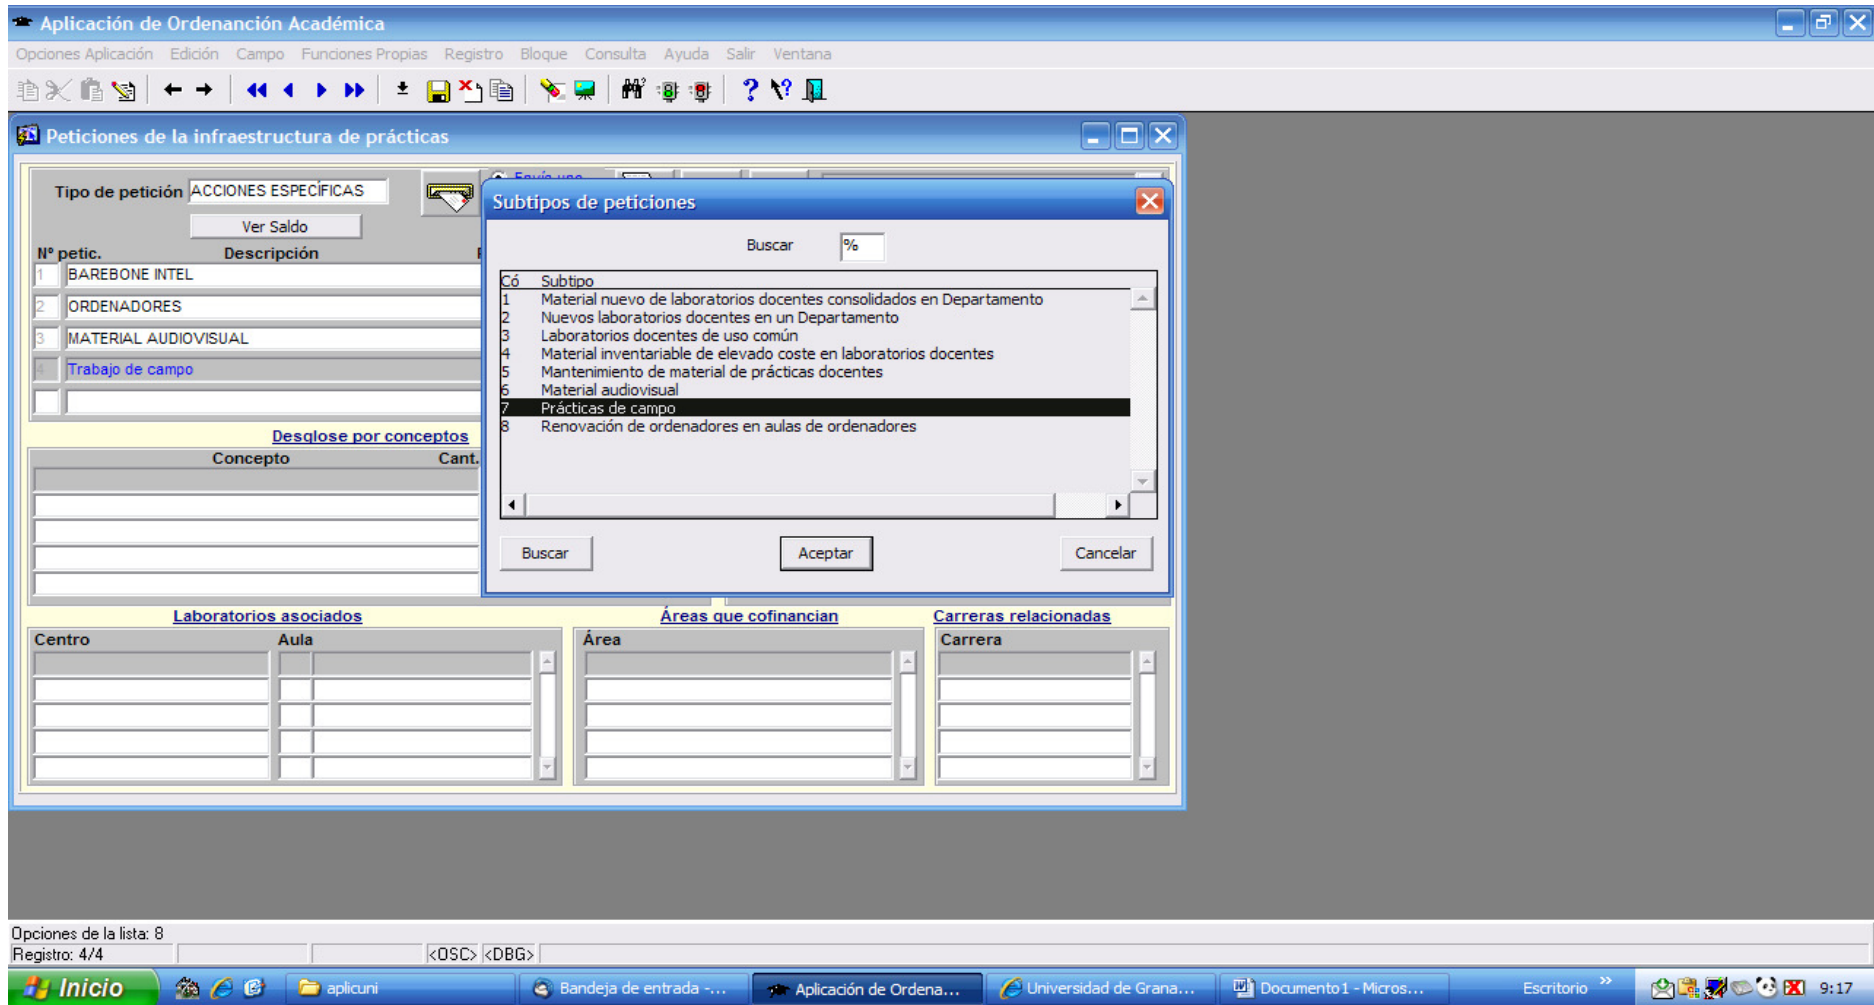 Aplicación de Ordenanción Académica
Opciones Aplicación Edición Campo Funciones Propias Registro Bloque Consulta Ayuda Salir Ventana
Peticiones de la infraestructura de prácticas
Tipo de petición ACCIONES ESPECÍFICAS
Envía uno
Ver Saldo
Nº petic. Descripción
1 BAREBONE INTEL
2 ORDENADORES
3 MATERIAL AUDIOVISUAL
4 Trabajo de campo
Subtipos de peticiones
Buscar %
Có Subtipo
1 Material nuevo de laboratorios docentes consolidados en Departamento
2 Nuevos laboratorios docentes en un Departamento
3 Laboratorios docentes de uso común
4 Material inventariable de elevado coste en laboratorios docentes
5 Mantenimiento de material de prácticas docentes
6 Material audiovisual
7 Prácticas de campo
8 Renovación de ordenadores en aulas de ordenadores
Buscar Aceptar Cancelar
Desglose por conceptos
Concepto Cant.
Laboratorios asociados Áreas que cofinancian Carreras relacionadas
Centro Aula Área Carrera
Opciones de la lista: 8
Registro: 4/4 <OSC> <DBG>
Inicio aplicuni Bandeja de entrada -... Aplicación de Ordena... Universidad de Grana... Documento1 - Micros... Escritorio » 9:17